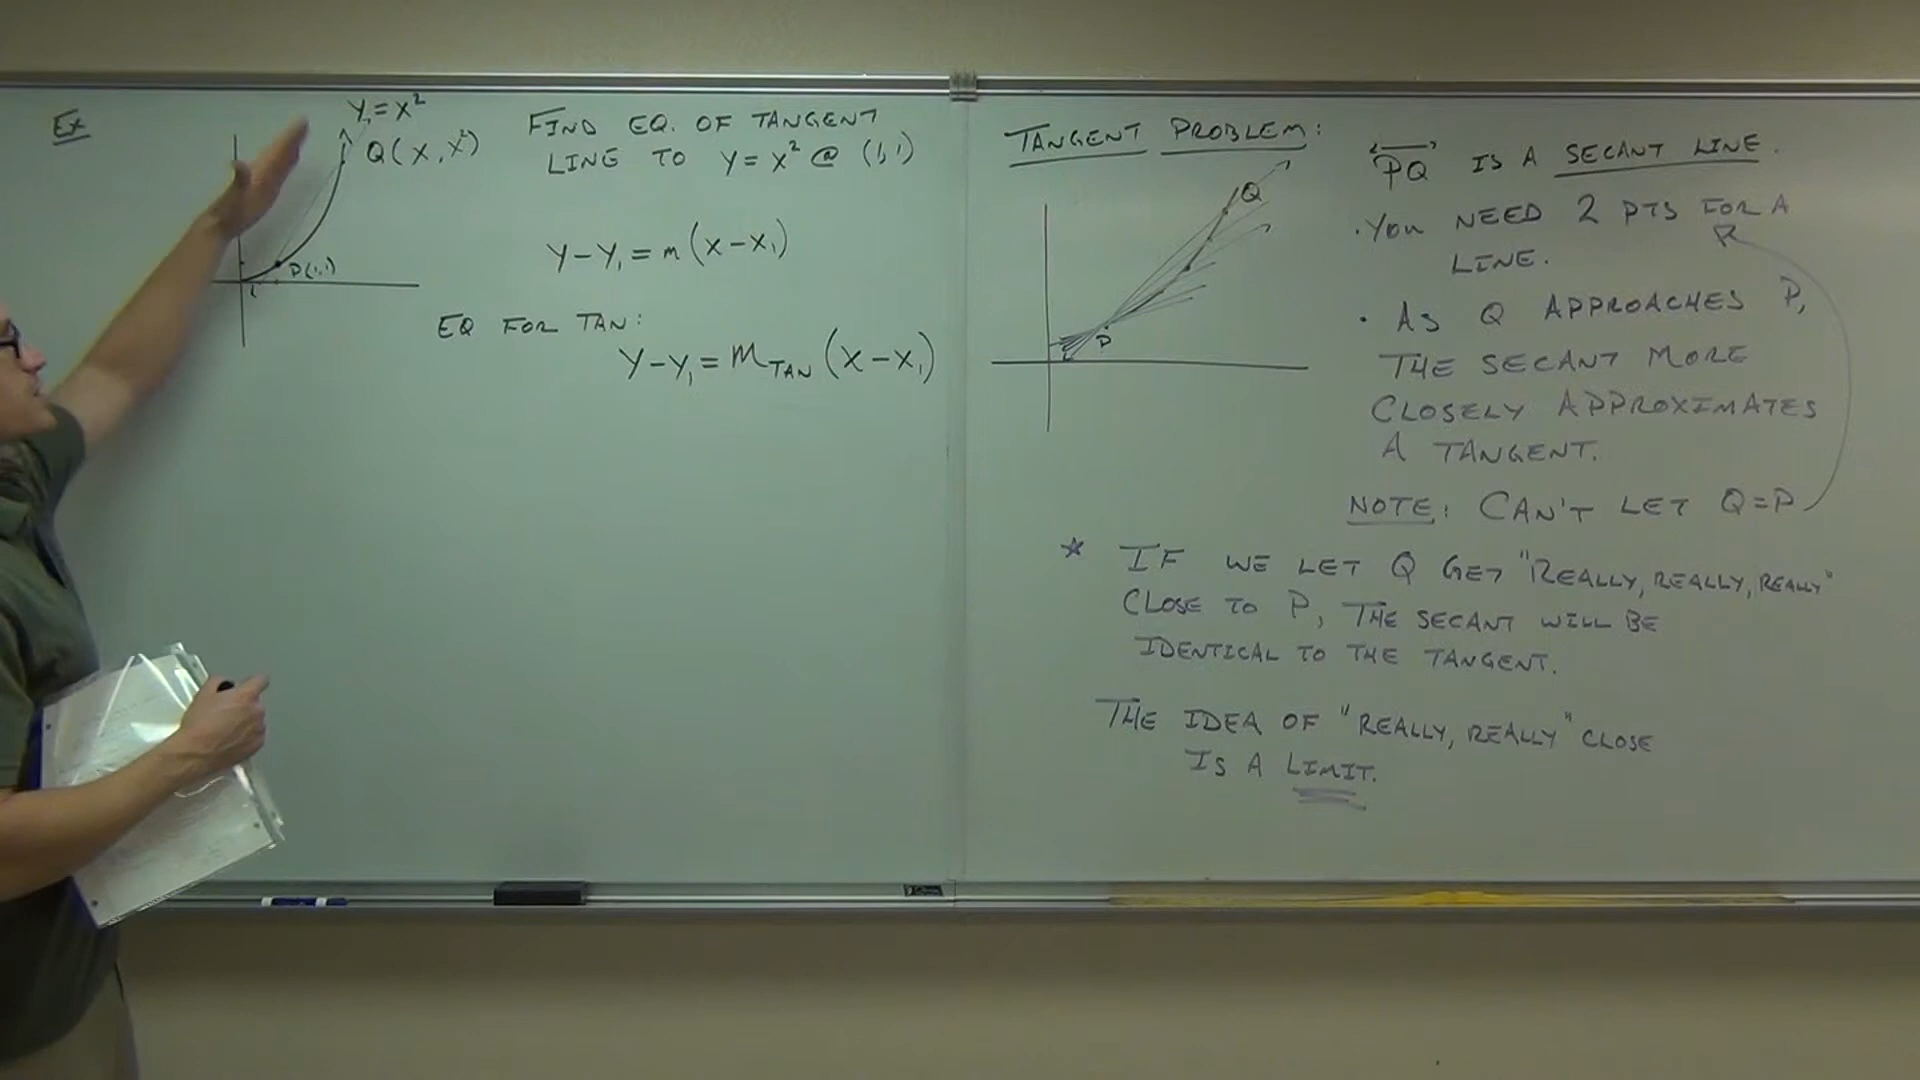 Ex
y = x²
Q(x, x²)
P(1,1)
1
FIND EQ. OF TANGENT
LINE TO y = x² @ (1,1)
y - y₁ = m(x - x₁)
EQ FOR TAN:
y - y₁ = m_TAN (x - x₁)
TANGENT PROBLEM:
Q
P
PQ IS A SECANT LINE.
• YOU NEED 2 PTS FOR A
LINE.
• AS Q APPROACHES P,
THE SECANT MORE
CLOSELY APPROXIMATES
A TANGENT.
NOTE: CAN'T LET Q=P
☆ IF WE LET Q GET "REALLY, REALLY, REALLY"
CLOSE TO P, THE SECANT WILL BE
IDENTICAL TO THE TANGENT.
THE IDEA OF "REALLY, REALLY" CLOSE
IS A LIMIT.